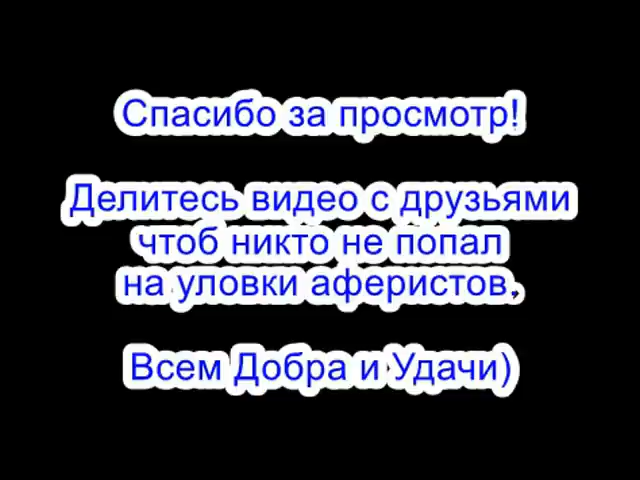 Спасибо за просмотр!
Делитесь видео с друзьями
чтоб никто не попал
на уловки аферистов.
Всем Добра и Удачи)